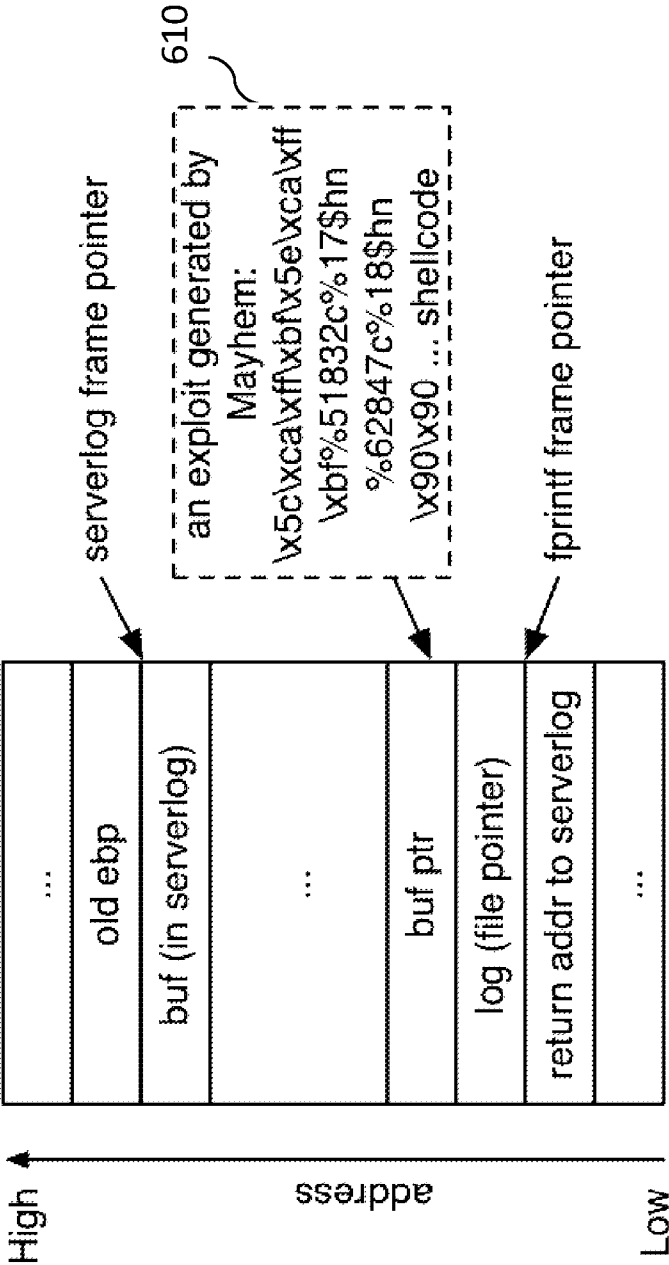 High
address
Low
...
old ebp
buf (in serverlog)
...
buf ptr
log (file pointer)
return addr to serverlog
...
serverlog frame pointer
an exploit generated by
Mayhem:
\x5c\xca\xff\xbf\x5e\xca\xff
\xbf%51832c%17$hn
%62847c%18$hn
\x90\x90 ... shellcode
fprintf frame pointer
610